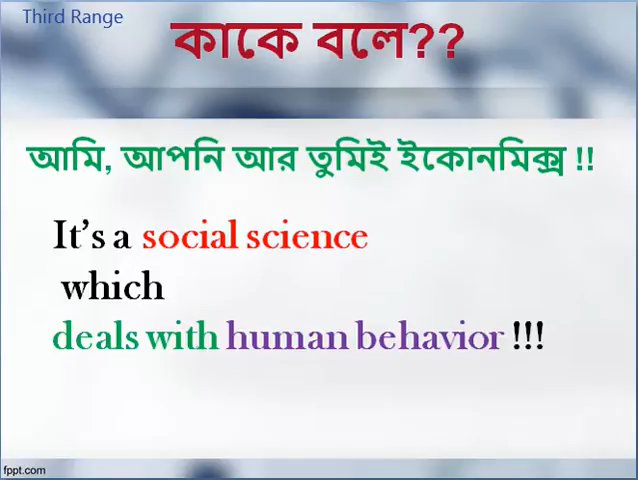 Third Range
কাকে বলে??
আমি, আপনি আর তুমিই ইকোনমিক্স !!
It's a social science
which
deals with human behavior !!!
fppt.com